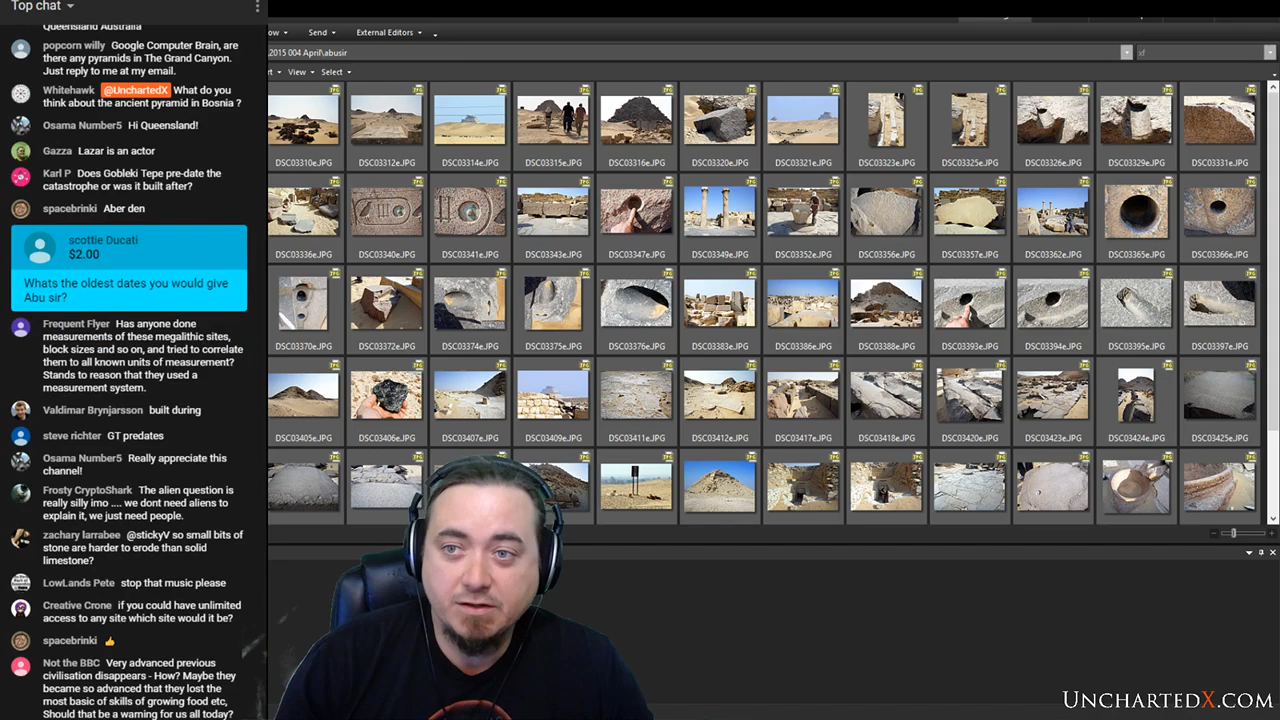 Top chat
Queensland Australia
popcorn willy Google Computer Brain, are
there any pyramids in The Grand Canyon.
Just reply to me at my email.
Whitehawk @UnchartedX What do you
think about the ancient pyramid in Bosnia ?
Osama Number5 Hi Queensland!
Gazza Lazar is an actor
Karl P Does Gobleki Tepe pre-date the
catastrophe or was it built after?
spacebrinki Aber den
scottie Ducati
$2.00
Whats the oldest dates you would give
Abu sir?
Frequent Flyer Has anyone done
measurements of these megalithic sites,
block sizes and so on, and tried to correlate
them to all known units of measurement?
Stands to reason that they used a
measurement system.
Valdimar Brynjarsson built during
steve richter GT predates
Osama Number5 Really appreciate this
channel!
Frosty CryptoShark The alien question is
really silly imo .... we dont need aliens to
explain it, we just need people.
zachary larrabee @stickyV so small bits of
stone are harder to erode than solid
limestone?
LowLands Pete stop that music please
Creative Crone if you could have unlimited
access to any site which site would it be?
spacebrinki 👍
Not the BBC Very advanced previous
civilisation disappears - How? Maybe they
became so advanced that they lost the
most basic of skills of growing food etc,
Should that be a warning for us all today?
ow Send External Editors
\2015 004 April\abusir
rt View Select
DSC03310e.JPG DSC03312e.JPG DSC03314e.JPG DSC03315e.JPG DSC03316e.JPG DSC03320e.JPG DSC03321e.JPG DSC03323e.JPG DSC03325e.JPG DSC03326e.JPG DSC03329e.JPG DSC03331e.JPG
DSC03336e.JPG DSC03340e.JPG DSC03341e.JPG DSC03343e.JPG DSC03347e.JPG DSC03349e.JPG DSC03352e.JPG DSC03356e.JPG DSC03357e.JPG DSC03362e.JPG DSC03365e.JPG DSC03366e.JPG
DSC03370e.JPG DSC03372e.JPG DSC03374e.JPG DSC03375e.JPG DSC03376e.JPG DSC03383e.JPG DSC03386e.JPG DSC03388e.JPG DSC03393e.JPG DSC03394e.JPG DSC03395e.JPG DSC03397e.JPG
DSC03405e.JPG DSC03406e.JPG DSC03407e.JPG DSC03409e.JPG DSC03411e.JPG DSC03412e.JPG DSC03417e.JPG DSC03418e.JPG DSC03420e.JPG DSC03423e.JPG DSC03424e.JPG DSC03425e.JPG
UnchartedX.com